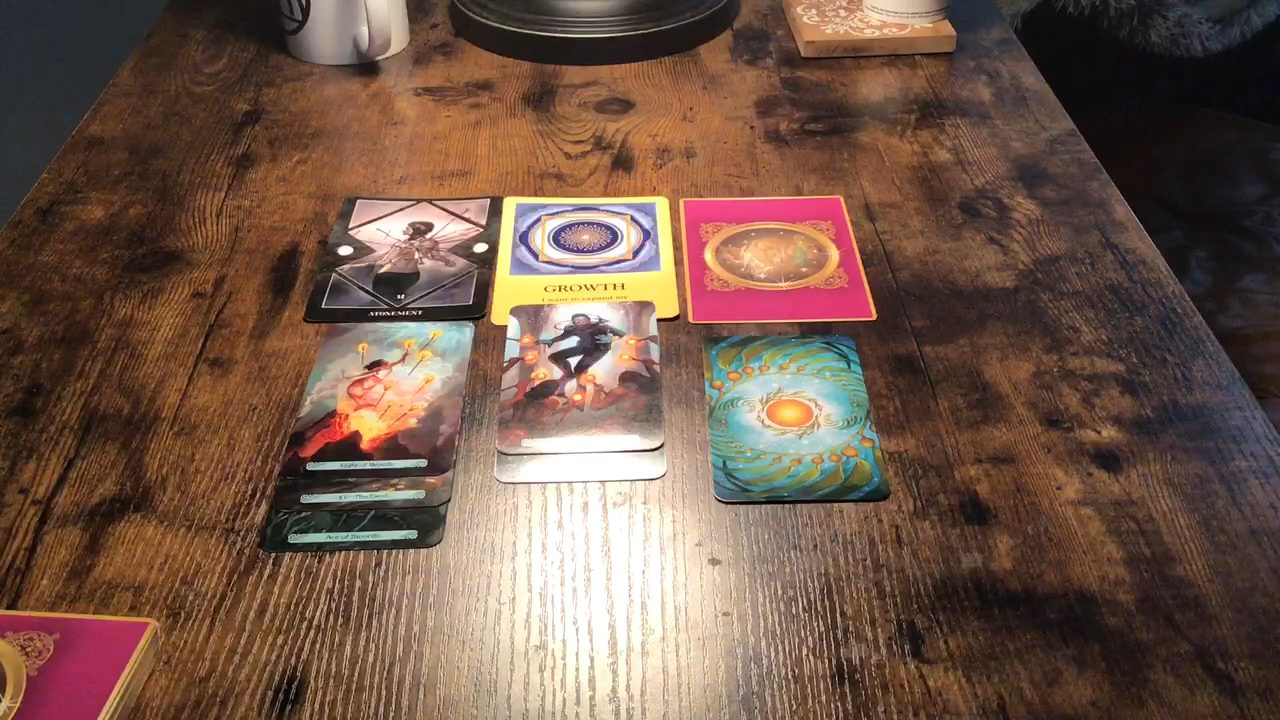 ATONEMENT
GROWTH
I want to expand my
Eight of Wands
XV The Devil
Ace of Swords